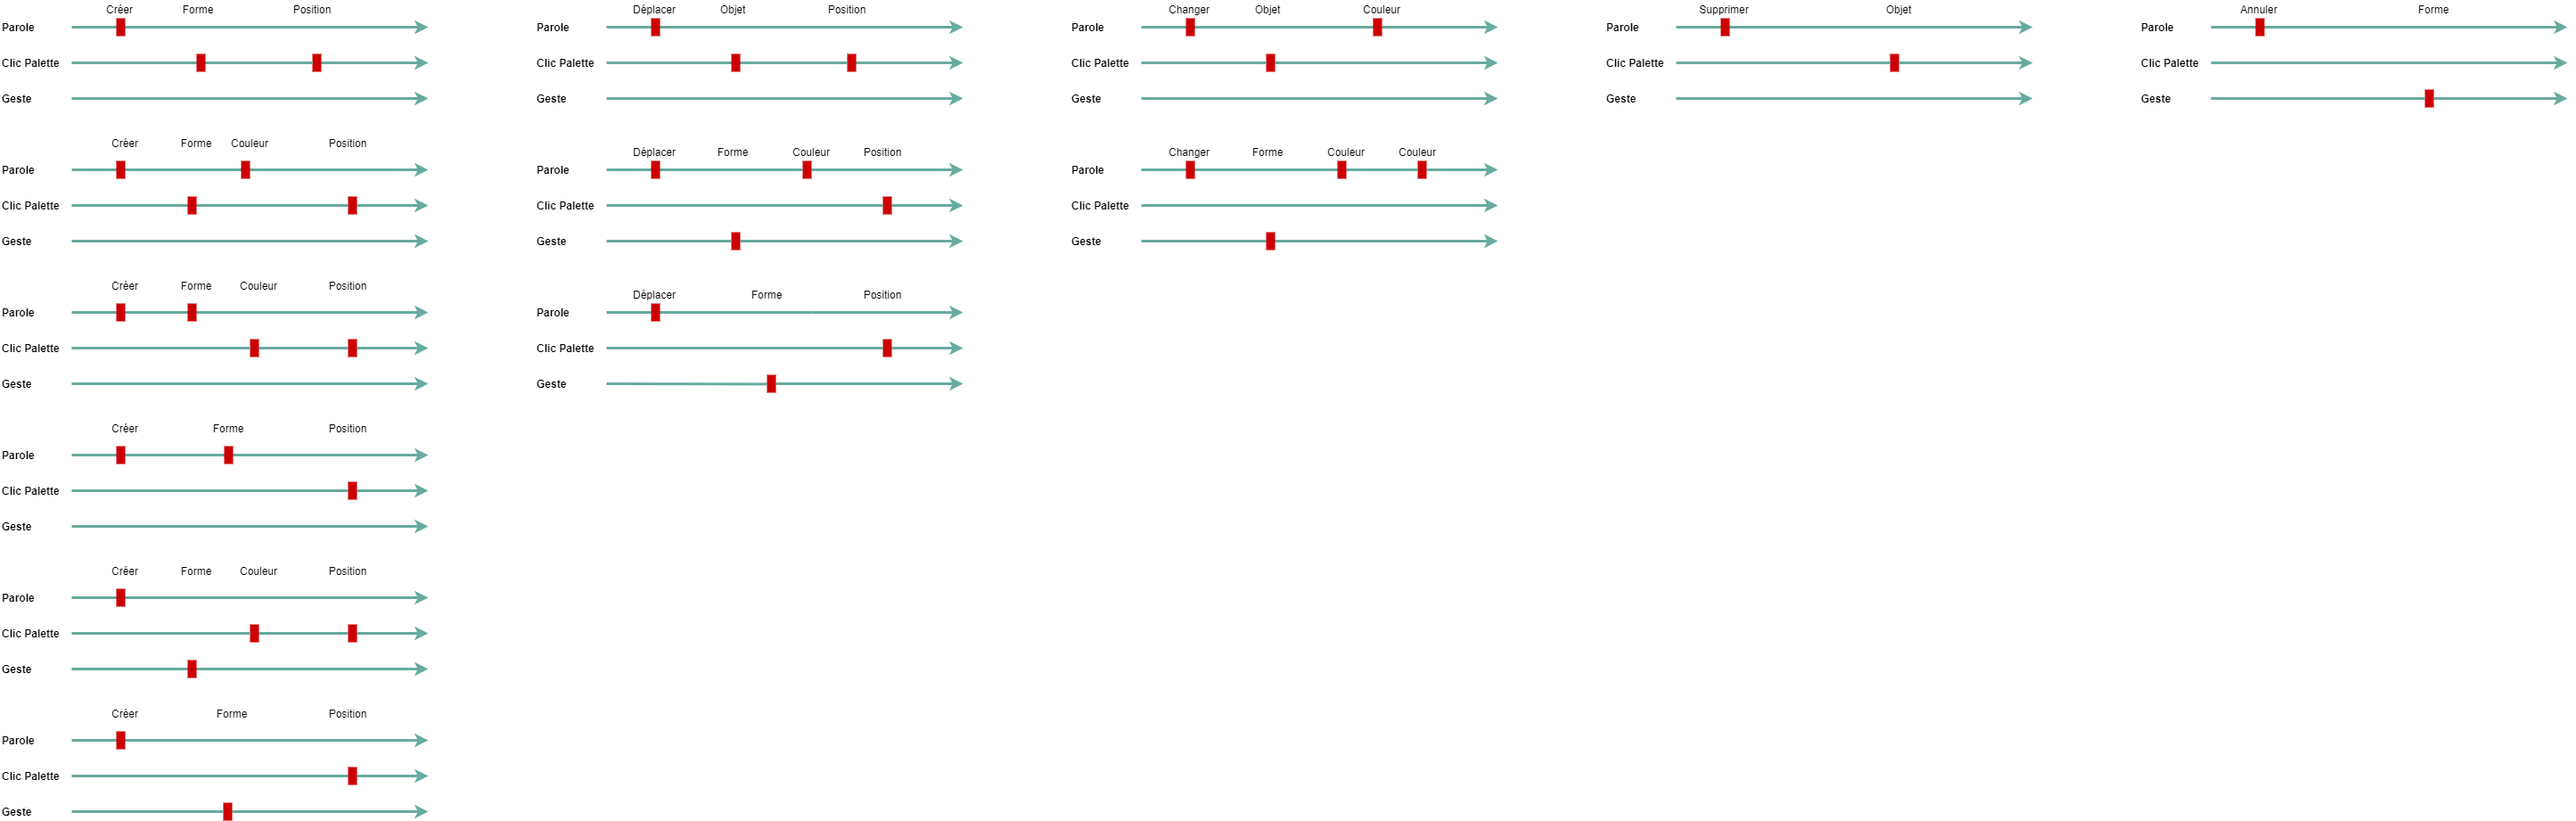 Créer Forme Position
Parole
Clic Palette
Geste
Déplacer Objet Position
Parole
Clic Palette
Geste
Changer Objet Couleur
Parole
Clic Palette
Geste
Supprimer Objet
Parole
Clic Palette
Geste
Annuler Forme
Parole
Clic Palette
Geste
Créer Forme Couleur Position
Parole
Clic Palette
Geste
Déplacer Forme Couleur Position
Parole
Clic Palette
Geste
Changer Forme Couleur Couleur
Parole
Clic Palette
Geste
Créer Forme Couleur Position
Parole
Clic Palette
Geste
Déplacer Forme Position
Parole
Clic Palette
Geste
Créer Forme Position
Parole
Clic Palette
Geste
Créer Forme Couleur Position
Parole
Clic Palette
Geste
Créer Forme Position
Parole
Clic Palette
Geste